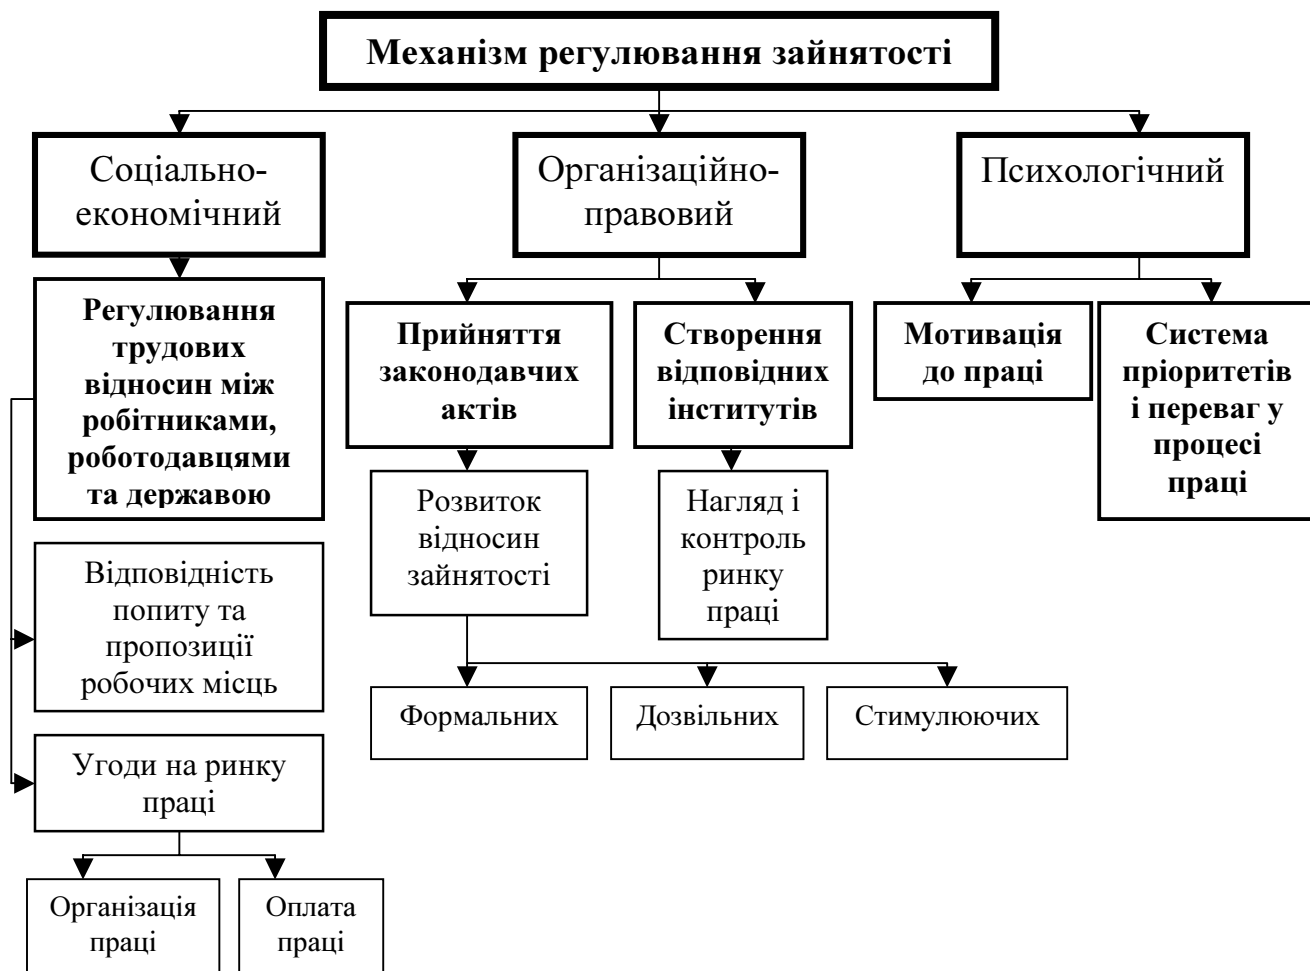 Механізм регулювання зайнятості
Соціально-
економічний
Організаційно-
правовий
Психологічний
Регулювання
трудових
відносин між
робітниками,
роботодавцями
та державою
Прийняття
законодавчих
актів
Створення
відповідних
інститутів
Мотивація
до праці
Система
пріоритетів
і переваг у
процесі
праці
Розвиток
відносин
зайнятості
Нагляд і
контроль
ринку
праці
Відповідність
попиту та
пропозиції
робочих місць
Формальних
Дозвільних
Стимулюючих
Угоди на ринку
праці
Організація
праці
Оплата
праці